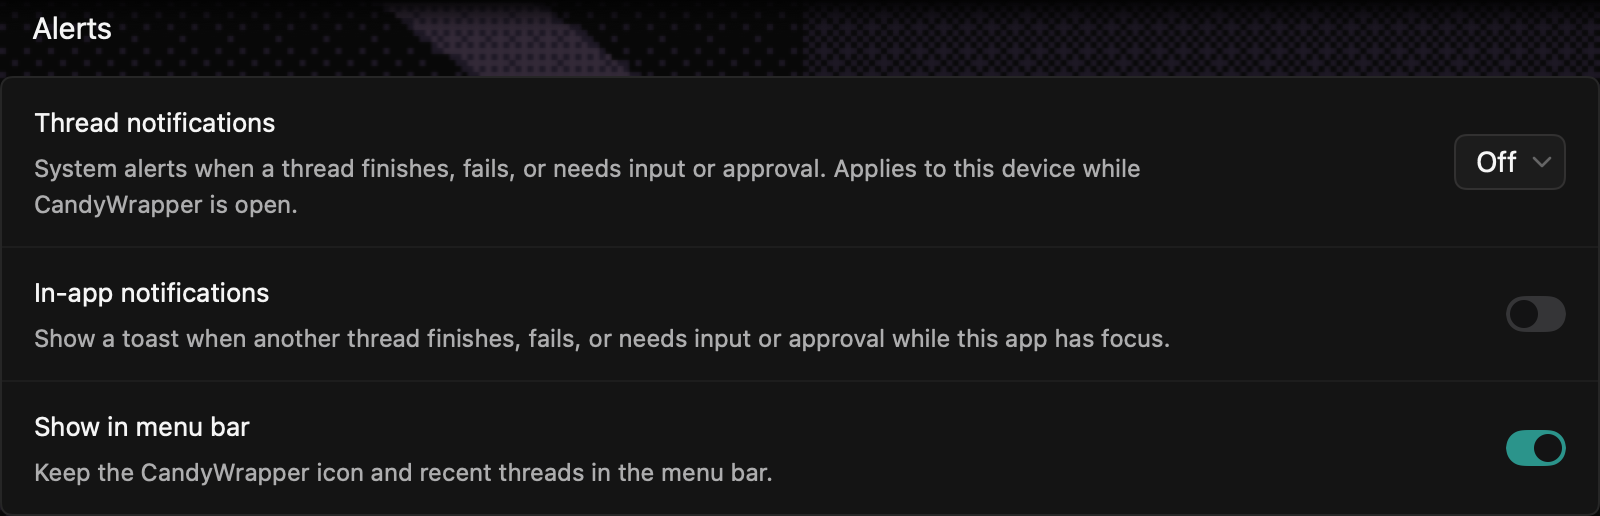 Alerts
Thread notifications
System alerts when a thread finishes, fails, or needs input or approval. Applies to this device while
CandyWrapper is open.
Off
In-app notifications
Show a toast when another thread finishes, fails, or needs input or approval while this app has focus.
Show in menu bar
Keep the CandyWrapper icon and recent threads in the menu bar.